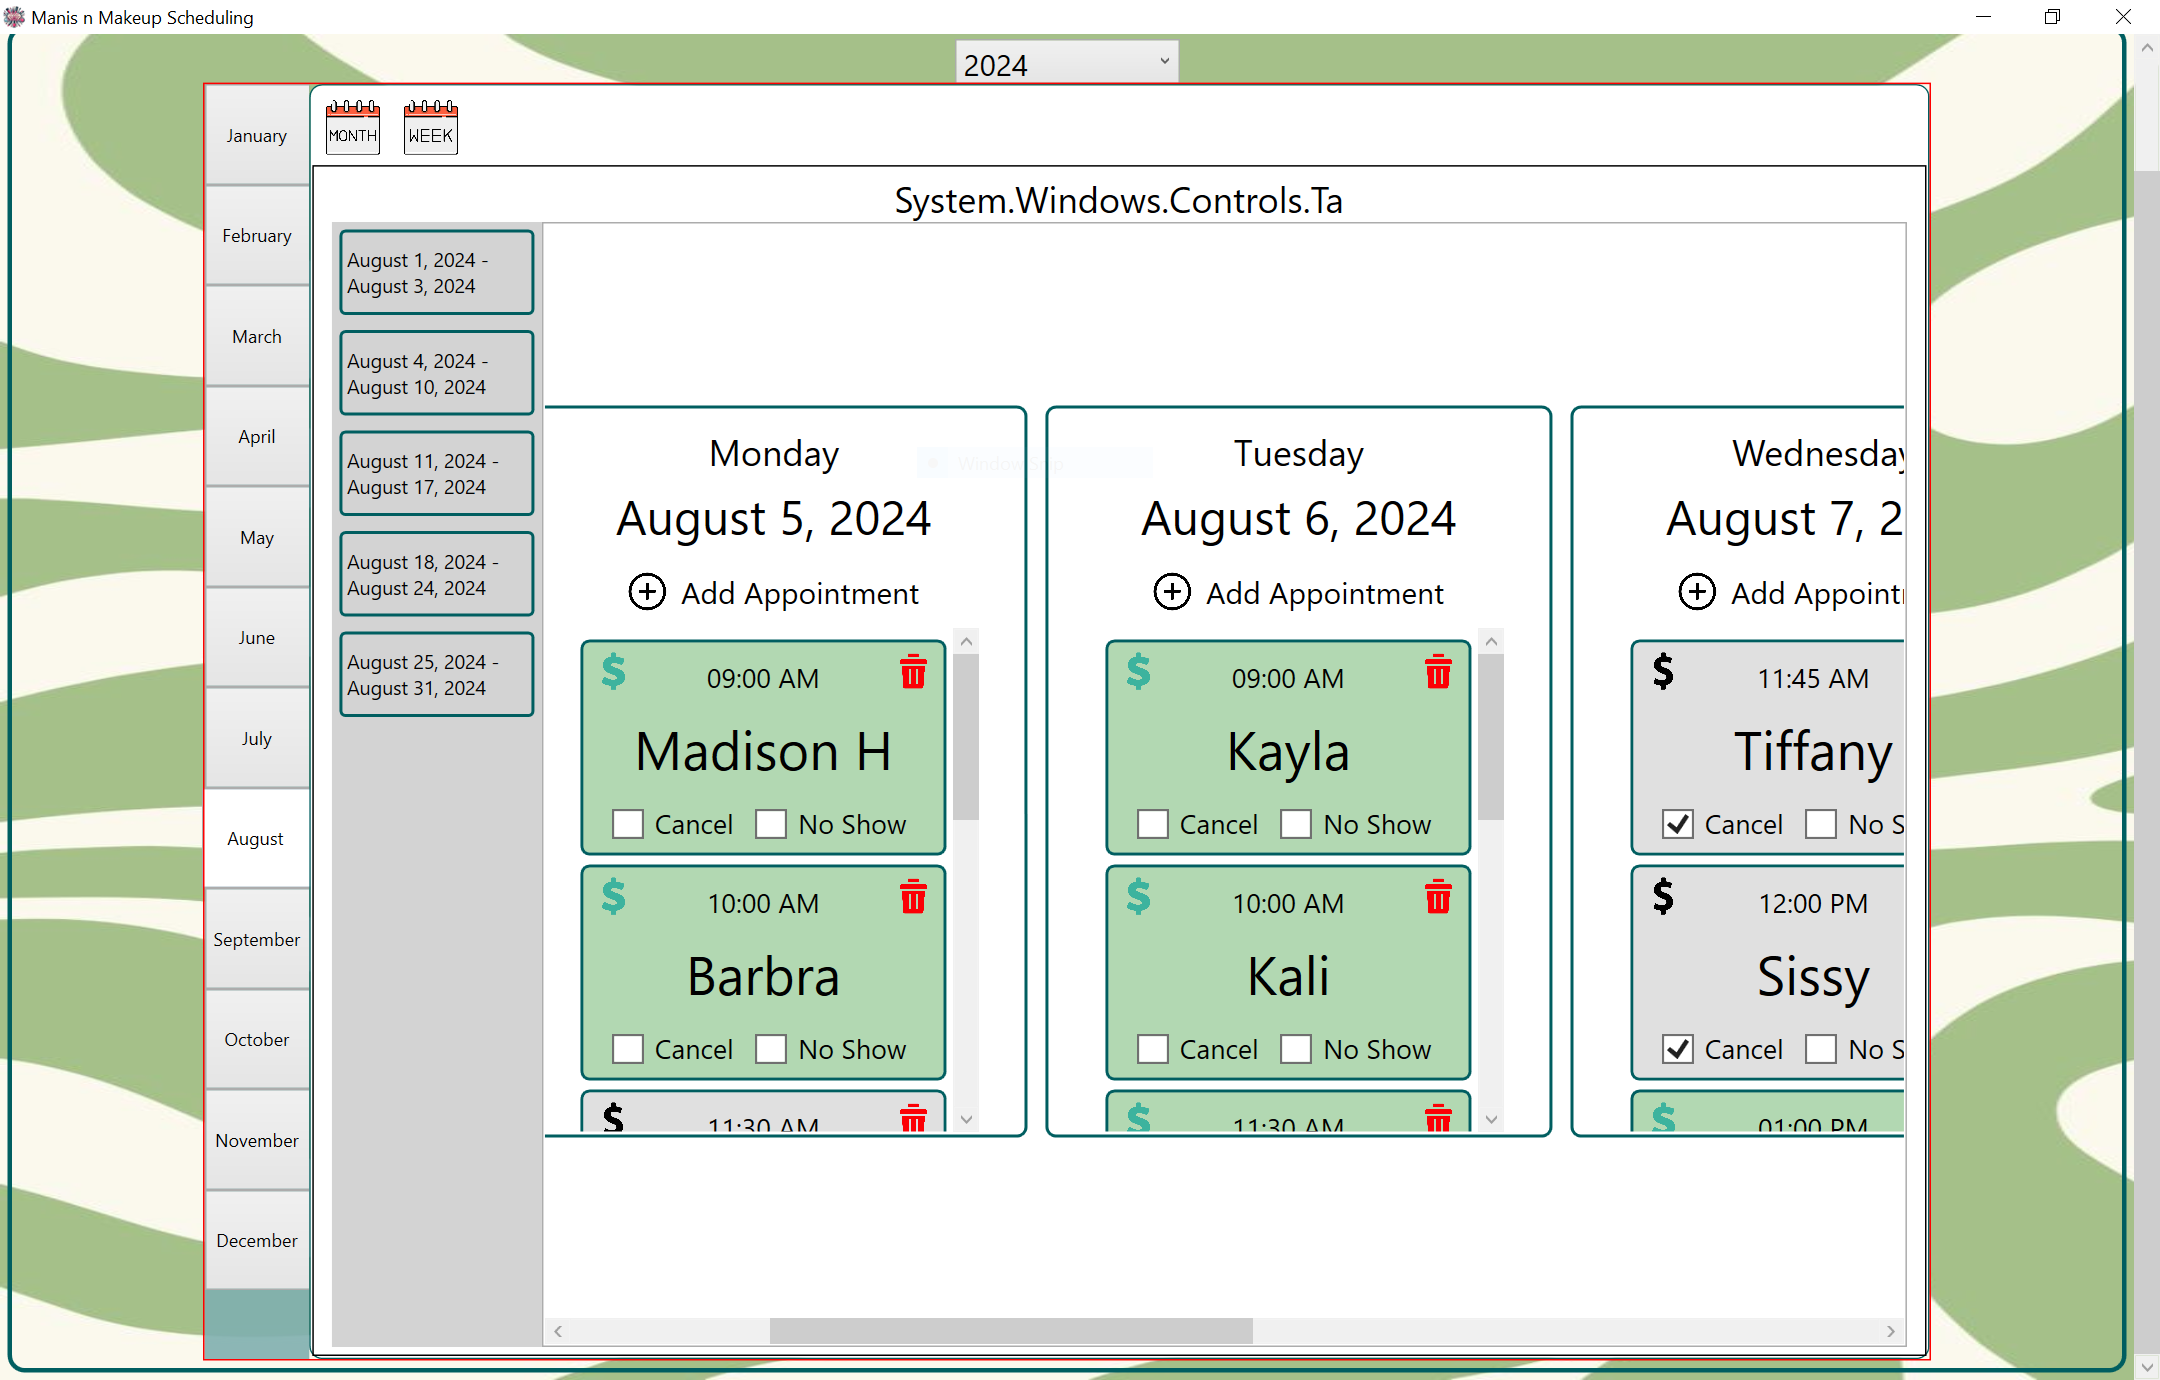 Manis n Makeup Scheduling
2024
January
February
March
April
May
June
July
August
September
October
November
December
MONTH
WEEK
System.Windows.Controls.Ta
August 1, 2024 -
August 3, 2024
August 4, 2024 -
August 10, 2024
August 11, 2024 -
August 17, 2024
August 18, 2024 -
August 24, 2024
August 25, 2024 -
August 31, 2024
Monday
August 5, 2024
Add Appointment
$ 09:00 AM
Madison H
Cancel No Show
$ 10:00 AM
Barbra
Cancel No Show
$ 11:30 AM
Tuesday
August 6, 2024
Add Appointment
$ 09:00 AM
Kayla
Cancel No Show
$ 10:00 AM
Kali
Cancel No Show
$ 11:30 AM
Wednesday
August 7, 2
Add Appoint
$ 11:45 AM
Tiffany
Cancel No S
$ 12:00 PM
Sissy
Cancel No S
$ 01:00 PM